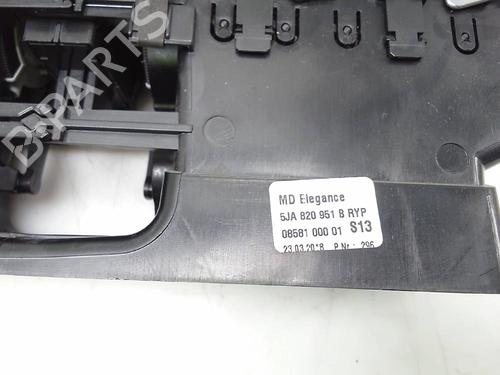 B-PARTS
MD Elegance
5JA 820 951 B RYP
08581 000 01 S13
23.03.2018 P.Nr.: 296